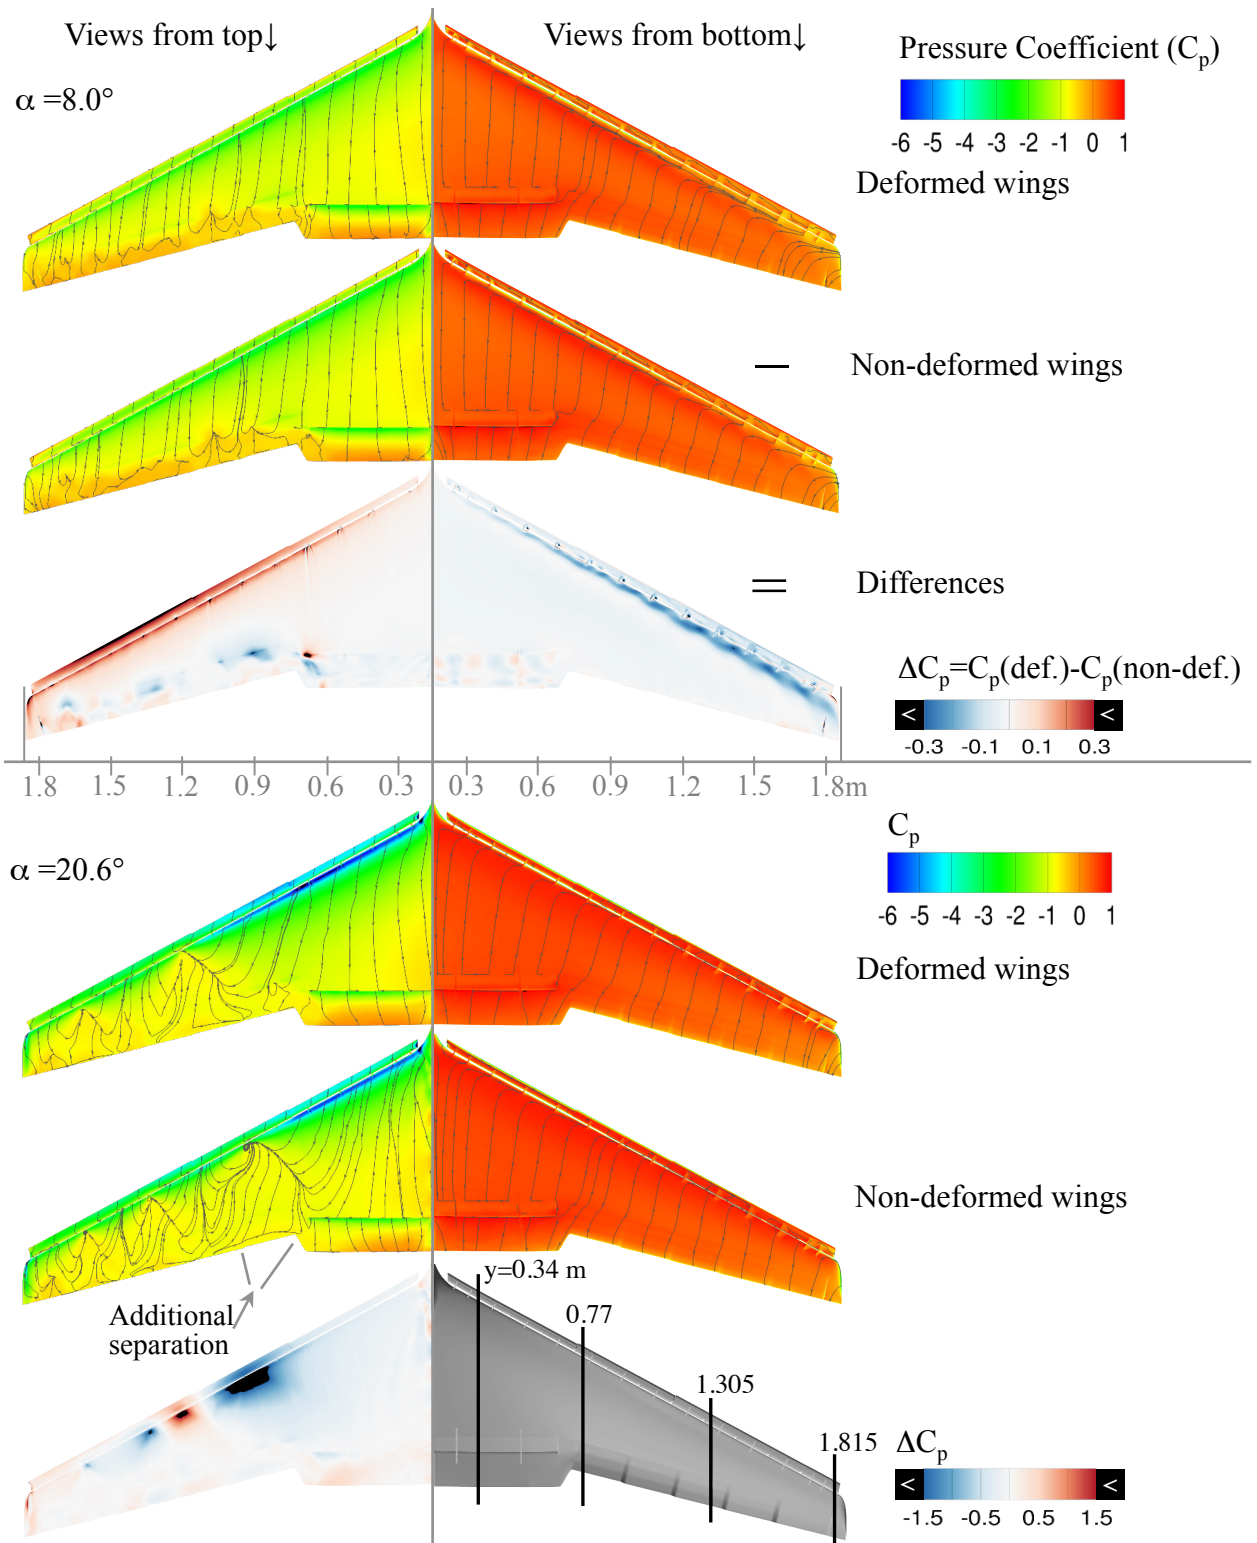 Views from top↓
Views from bottom↓
Pressure Coefficient (Cp)
α =8.0°
-6 -5 -4 -3 -2 -1 0 1
Deformed wings
— Non-deformed wings
= Differences
ΔCp=Cp(def.)-Cp(non-def.)
< <
-0.3 -0.1 0.1 0.3
1.8 1.5 1.2 0.9 0.6 0.3 0.3 0.6 0.9 1.2 1.5 1.8m
Cp
α =20.6°
-6 -5 -4 -3 -2 -1 0 1
Deformed wings
Non-deformed wings
y=0.34 m
Additional
separation
0.77
1.305
1.815
ΔCp
< <
-1.5 -0.5 0.5 1.5